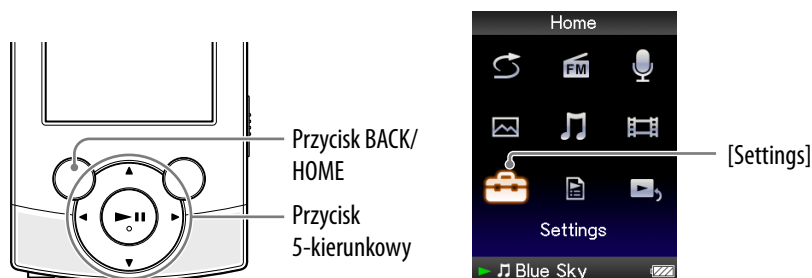 Przycisk BACK/
HOME
Przycisk
5-kierunkowy
Home
FM
[Settings]
Settings
Blue Sky